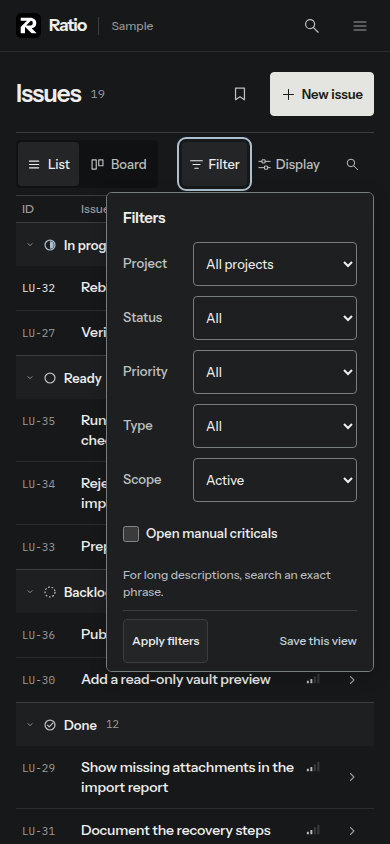 Ratio
Sample
Issues 19
New issue
List
Board
Filter
Display
ID
Filters
Project
All projects
Status
All
Priority
All
Type
All
Scope
Active
Open manual criticals
For long descriptions, search an exact
phrase.
Apply filters
Save this view
LU-32
LU-27
Ready
LU-35
Run
LU-34
LU-33
LU-36
LU-30
Add a read-only vault preview
Done 12
LU-29
Show missing attachments in the
import report
LU-31
Document the recovery steps